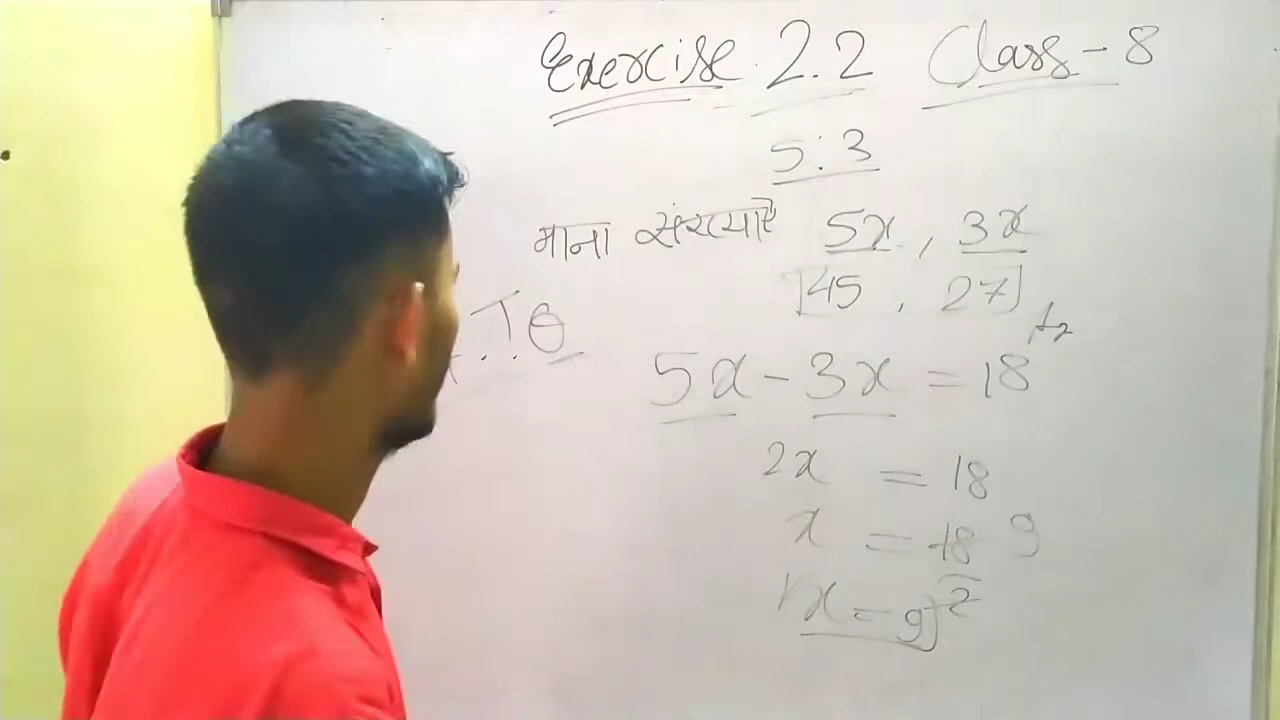 Exercise 2.2 Class-8
5:3
माना संख्याएँ 5x, 3x
45, 27
A.T.Q
5x - 3x = 18
2x = 18
x = 18 9
2
x = 9